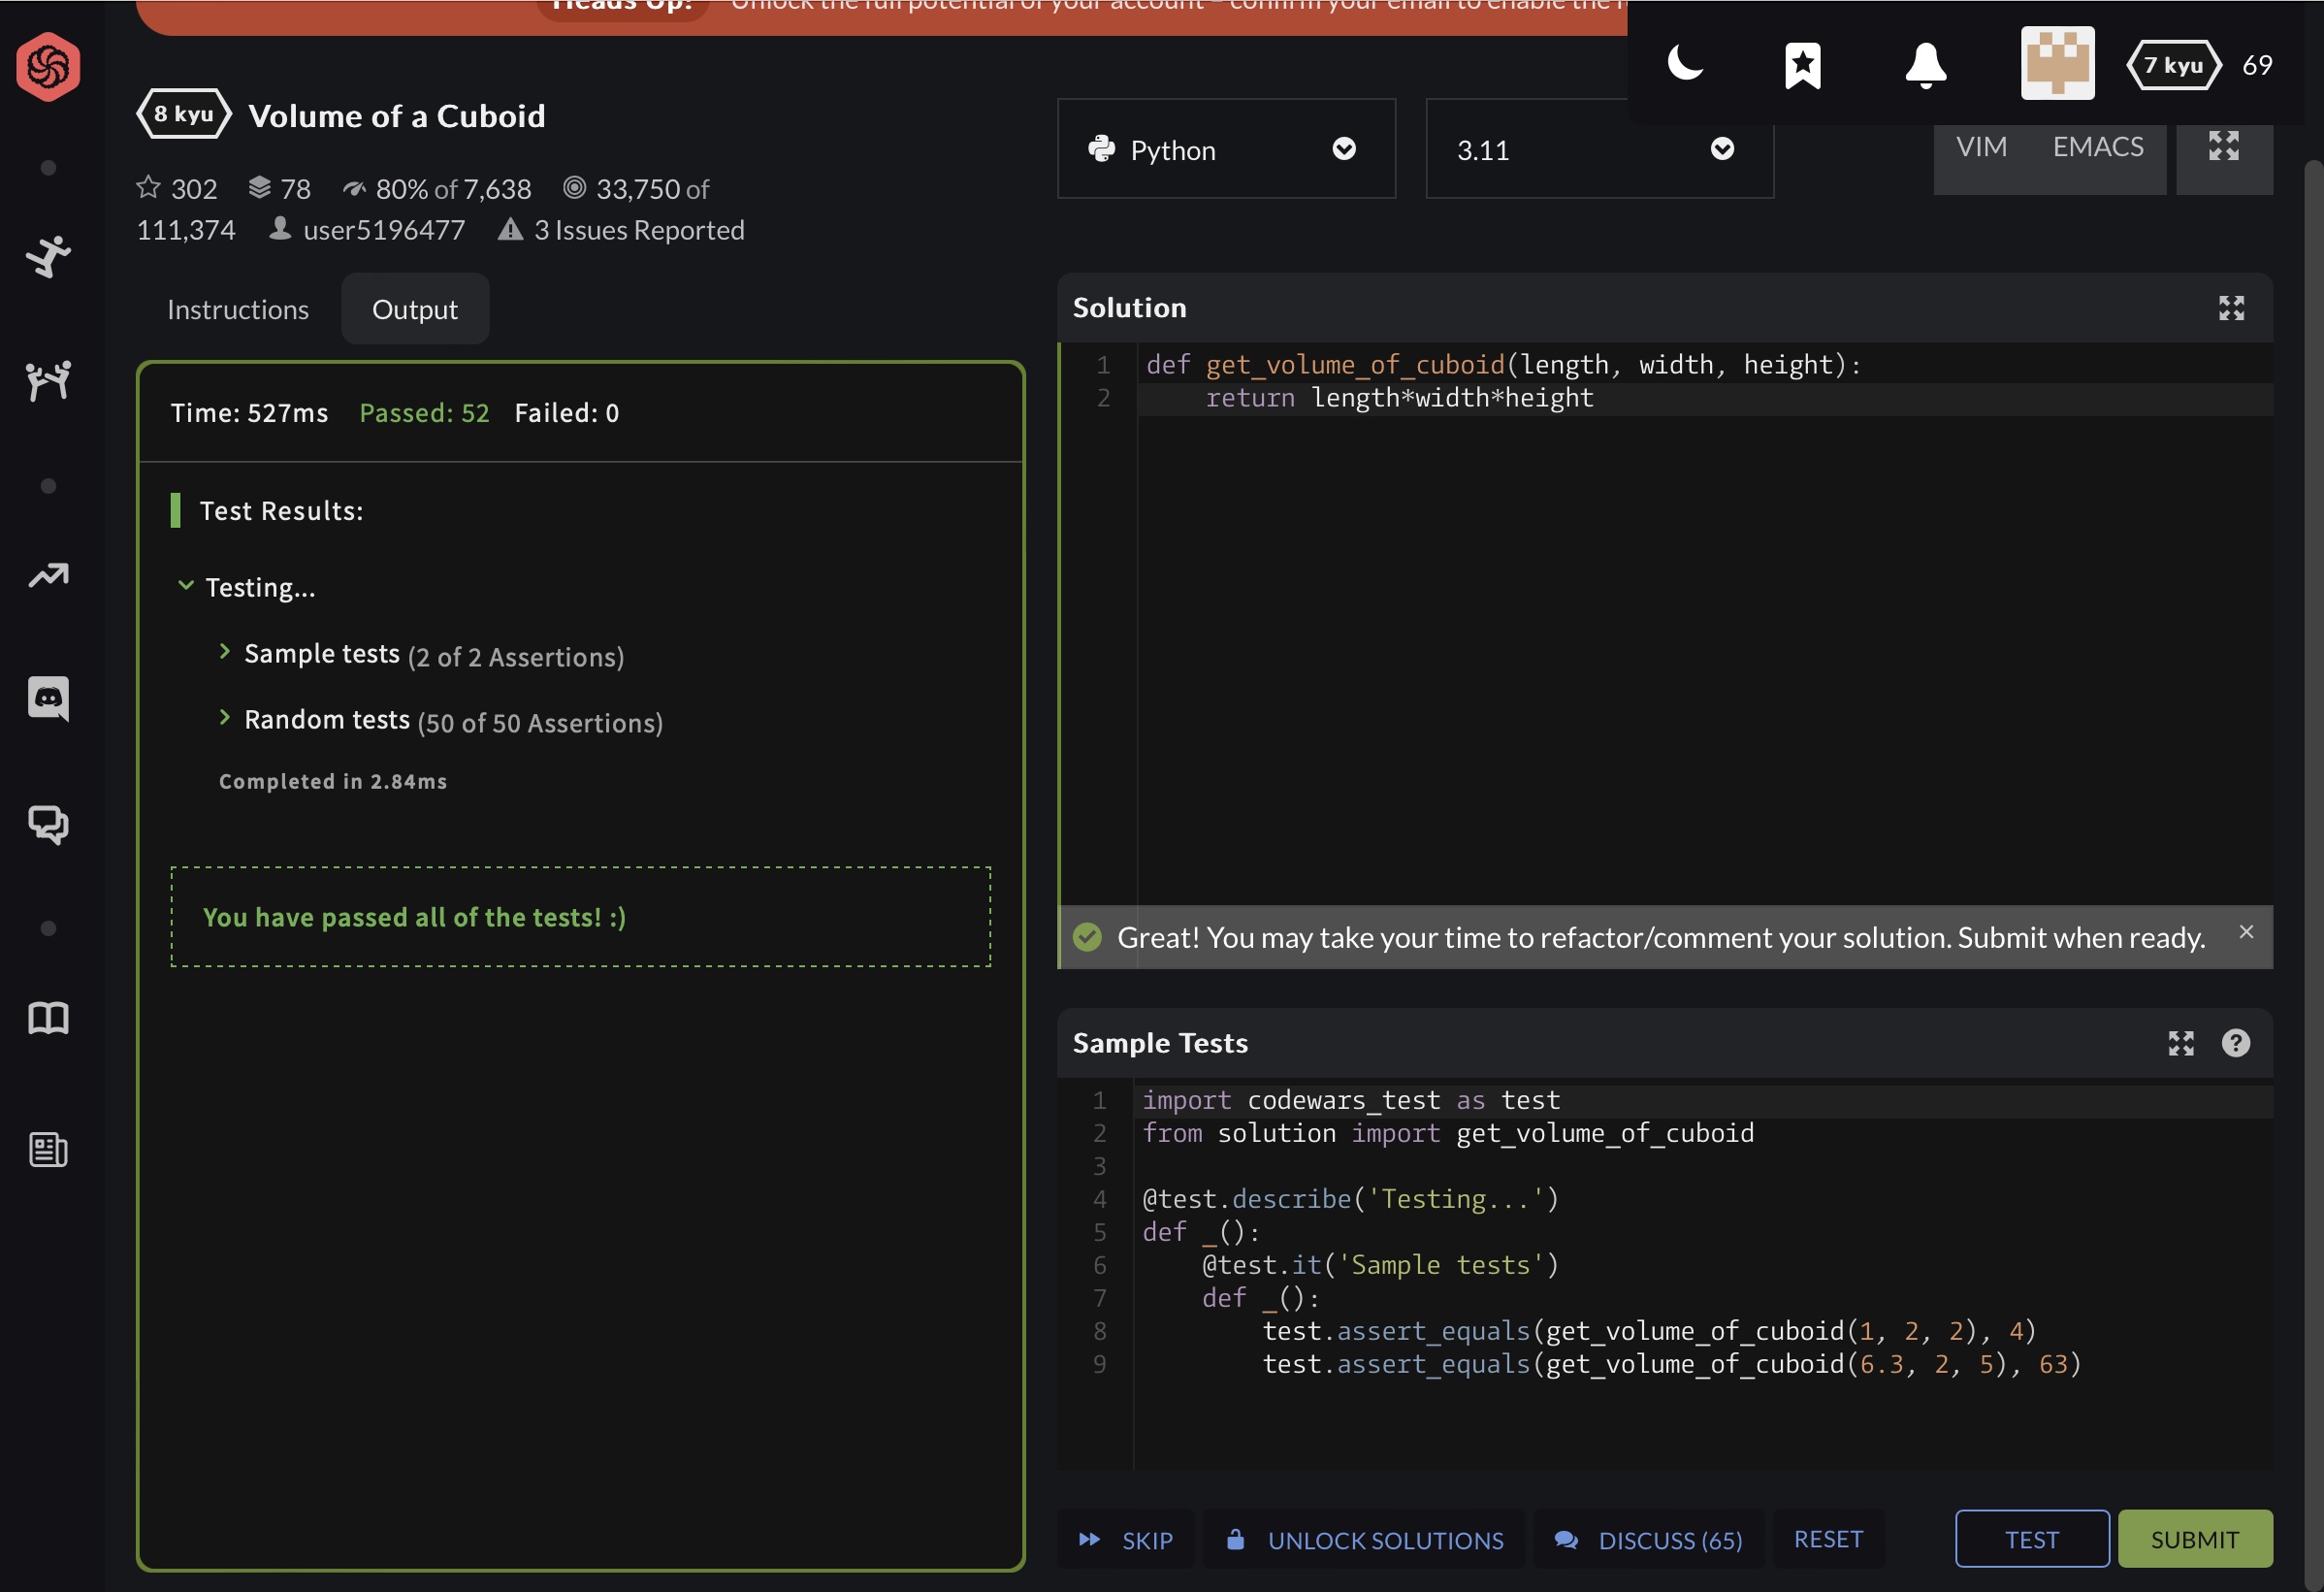 Heads Up! Unlock the full potential of your account – confirm your email to enable the
7 kyu 69
8 kyu Volume of a Cuboid
302 78 80% of 7,638 33,750 of
111,374 user5196477 3 Issues Reported
Python
3.11
VIM EMACS
Instructions Output
Time: 527ms Passed: 52 Failed: 0
Test Results:
Testing...
Sample tests (2 of 2 Assertions)
Random tests (50 of 50 Assertions)
Completed in 2.84ms
You have passed all of the tests! :)
Solution
1 def get_volume_of_cuboid(length, width, height):
2     return length*width*height
Great! You may take your time to refactor/comment your solution. Submit when ready.
Sample Tests
1 import codewars_test as test
2 from solution import get_volume_of_cuboid
3
4 @test.describe('Testing...')
5 def _():
6     @test.it('Sample tests')
7     def _():
8         test.assert_equals(get_volume_of_cuboid(1, 2, 2), 4)
9         test.assert_equals(get_volume_of_cuboid(6.3, 2, 5), 63)
SKIP UNLOCK SOLUTIONS DISCUSS (65) RESET TEST SUBMIT